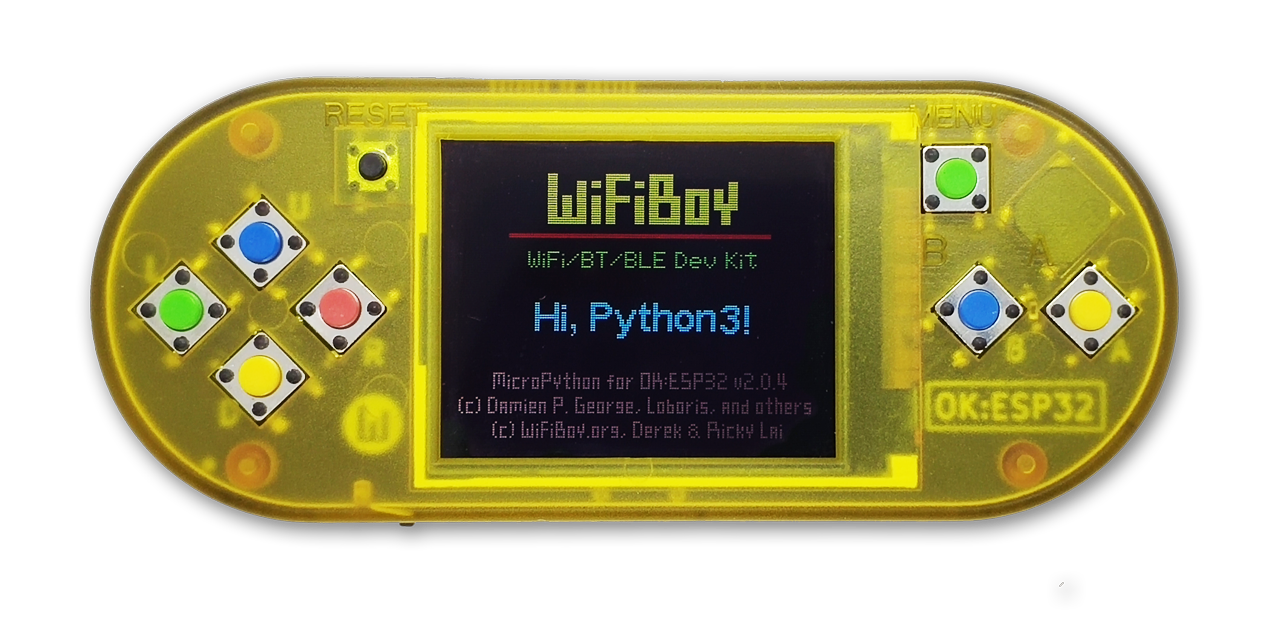 RESET
MENU
WiFiBoy
WiFi/BT/BLE Dev Kit
Hi, Python3!
MicroPython for OK:ESP32 v2.0.4
(c) Damien P. George, Loboris, and others
(c) WiFiBoy.org, Derek & Ricky Lai
U
L
R
D
B
A
B
A
OK:ESP32